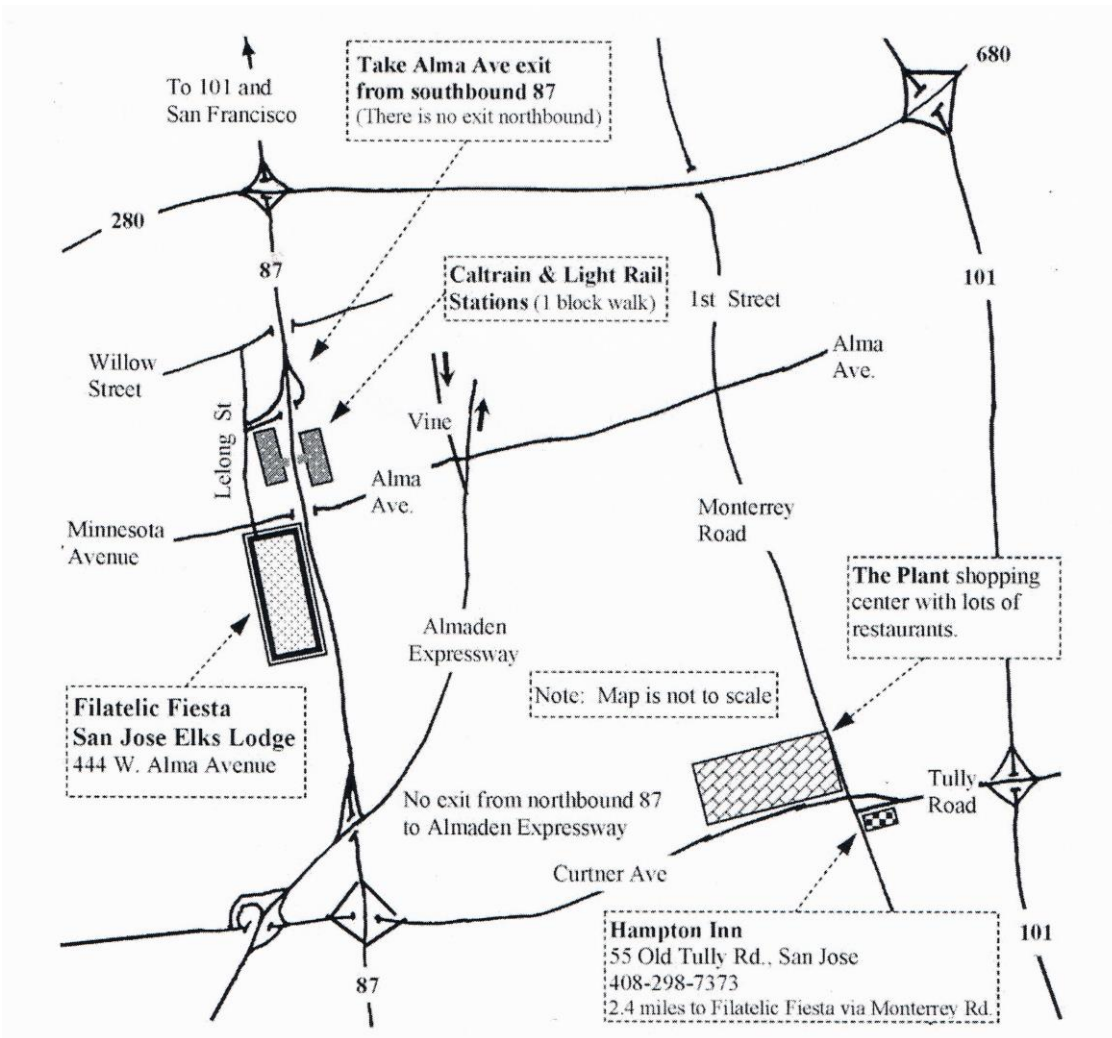 680
To 101 and
San Francisco
Take Alma Ave exit
from southbound 87
(There is no exit northbound)
280
87
Caltrain & Light Rail
Stations (1 block walk)
1st Street
101
Willow
Street
Alma
Ave.
Lelong St
Vine
Alma
Ave.
Minnesota
Avenue
Monterrey
Road
The Plant shopping
center with lots of
restaurants.
Almaden
Expressway
Note: Map is not to scale
Filatelic Fiesta
San Jose Elks Lodge
444 W. Alma Avenue
No exit from northbound 87
to Almaden Expressway
Tully
Road
Curtner Ave
Hampton Inn
55 Old Tully Rd., San Jose
408-298-7373
2.4 miles to Filatelic Fiesta via Monterrey Rd.
101
87